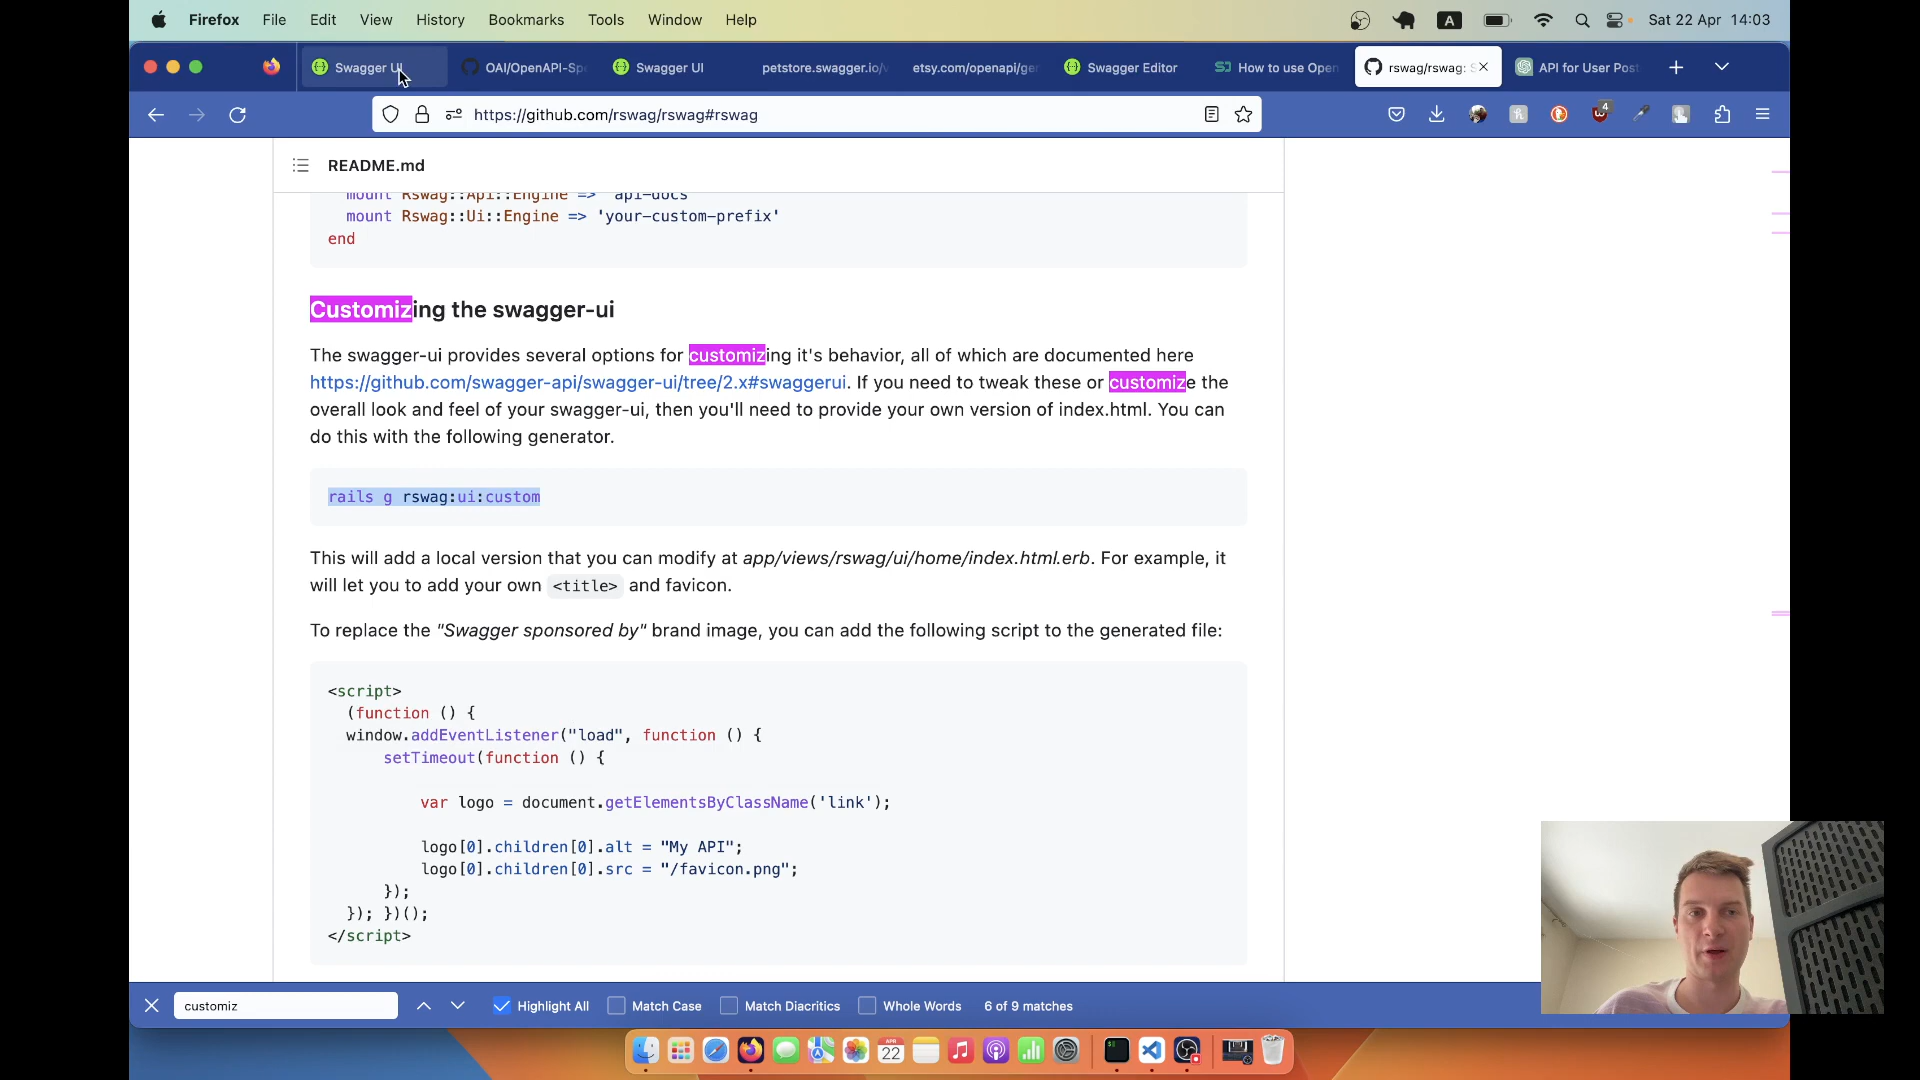 Firefox File Edit View History Bookmarks Tools Window Help
A
Sat 22 Apr 14:03
Swagger UI
OAI/OpenAPI-Spe
Swagger UI
petstore.swagger.io/v
etsy.com/openapi/ge
Swagger Editor
How to use Open
rswag/rswag: S
API for User Post
https://github.com/rswag/rswag#rswag
4
README.md
mount Rswag::Api::Engine => 'api-docs'
mount Rswag::Ui::Engine => 'your-custom-prefix'
end
Customizing the swagger-ui
The swagger-ui provides several options for customizing it's behavior, all of which are documented here
https://github.com/swagger-api/swagger-ui/tree/2.x#swaggerui. If you need to tweak these or customize the
overall look and feel of your swagger-ui, then you'll need to provide your own version of index.html. You can
do this with the following generator.
rails g rswag:ui:custom
This will add a local version that you can modify at app/views/rswag/ui/home/index.html.erb. For example, it
will let you to add your own <title> and favicon.
To replace the "Swagger sponsored by" brand image, you can add the following script to the generated file:
<script>
(function () {
window.addEventListener("load", function () {
setTimeout(function () {
var logo = document.getElementsByClassName('link');
logo[0].children[0].alt = "My API";
logo[0].children[0].src = "/favicon.png";
});
}); })();
</script>
customiz
Highlight All
Match Case
Match Diacritics
Whole Words
6 of 9 matches
APR
22